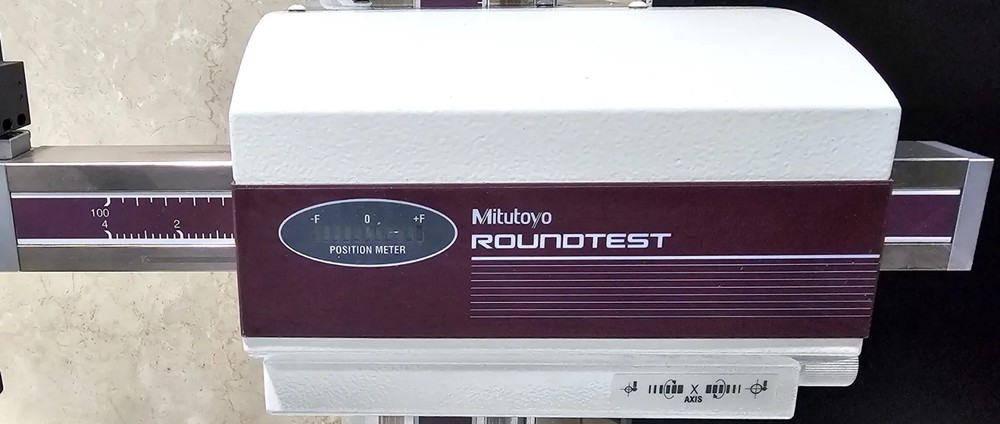 100
4 2
-F 0 +F
POSITION METER
Mitutoyo
ROUNDTEST
X
AXIS